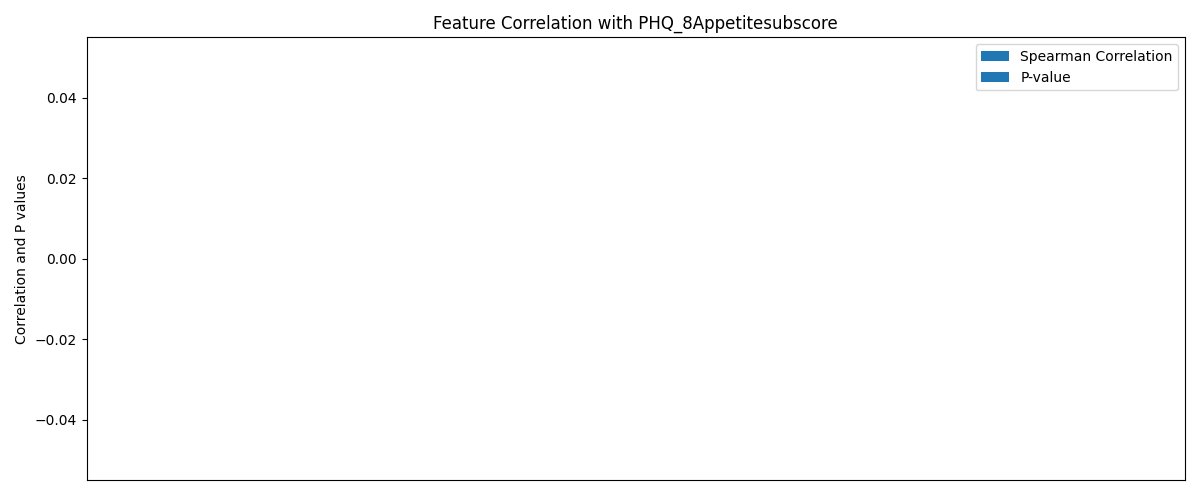 Feature Correlation with PHQ_8Appetitesubscore
Spearman Correlation
P-value
Correlation and P values
0.04
0.02
0.00
−0.02
−0.04